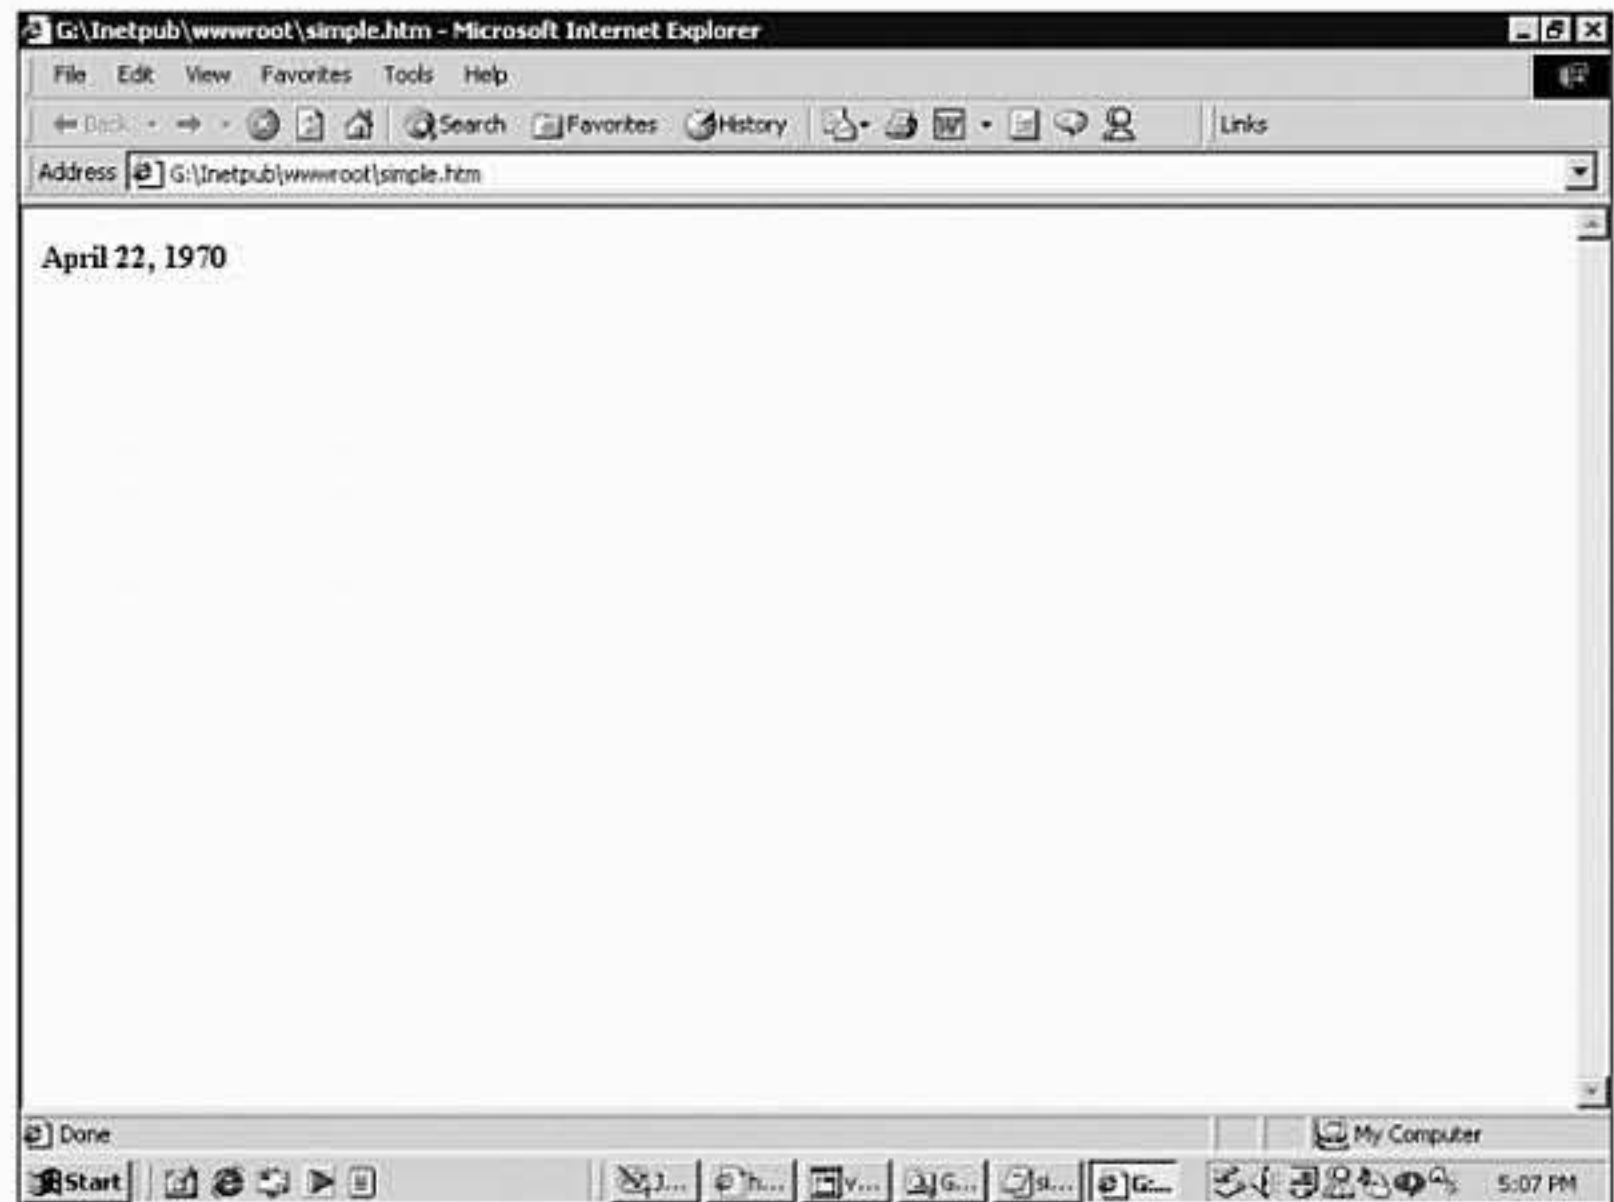 G:\Inetpub\wwwroot\simple.htm - Microsoft Internet Explorer
File Edit View Favorites Tools Help
Back Search Favorites History Links
Address G:\Inetpub\wwwroot\simple.htm
April 22, 1970
Done My Computer
Start J... h... v... G... si... G:... 5:07 PM